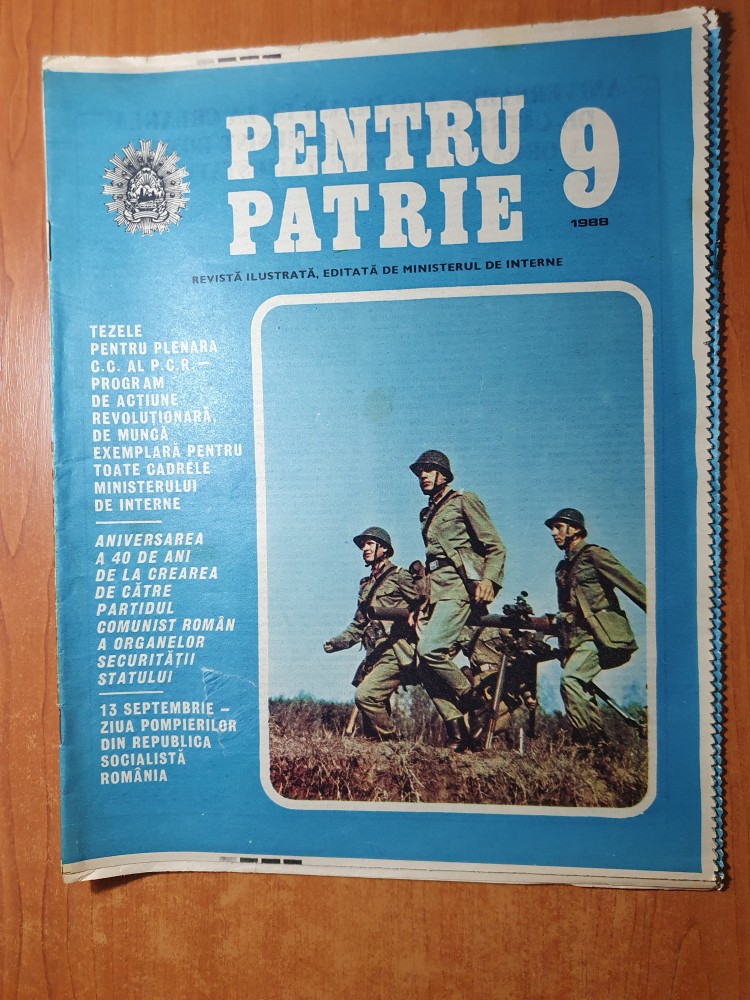 PENTRU
PATRIE
9
1988
REVISTĂ ILUSTRATĂ, EDITATĂ DE MINISTERUL DE INTERNE
TEZELE
PENTRU PLENARA
C.C. AL P.C.R. —
PROGRAM
DE ACȚIUNE
REVOLUȚIONARĂ,
DE MUNCĂ
EXEMPLARĂ PENTRU
TOATE CADRELE
MINISTERULUI
DE INTERNE
ANIVERSAREA
A 40 DE ANI
DE LA CREAREA
DE CĂTRE
PARTIDUL
COMUNIST ROMÂN
A ORGANELOR
SECURITĂȚII
STATULUI
13 SEPTEMBRIE —
ZIUA POMPIERILOR
DIN REPUBLICA
SOCIALISTĂ
ROMÂNIA